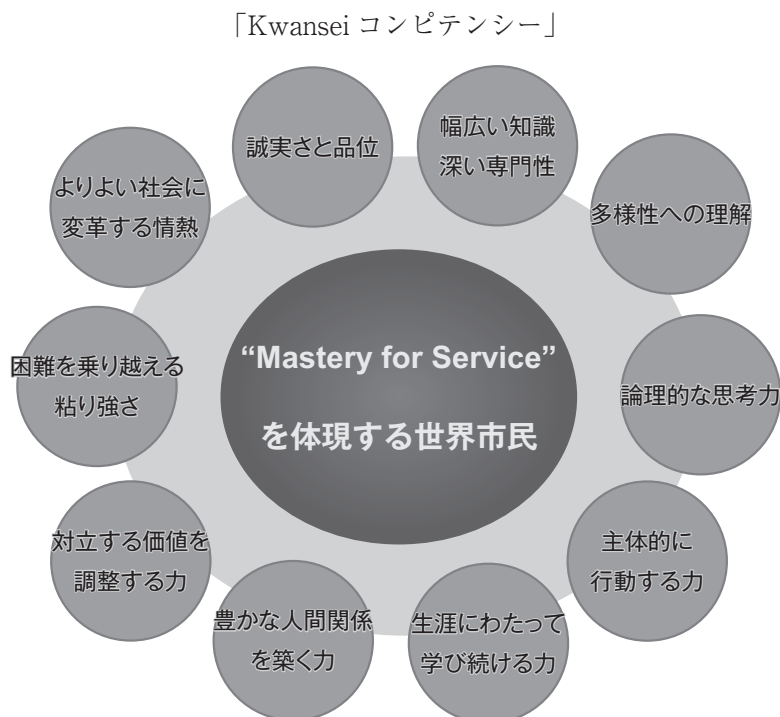 「Kwansei コンピテンシー」
誠実さと品位
幅広い知識
深い専門性
多様性への理解
論理的な思考力
主体的に
行動する力
生涯にわたって
学び続ける力
豊かな人間関係
を築く力
対立する価値を
調整する力
困難を乗り越える
粘り強さ
よりよい社会に
変革する情熱
“Mastery for Service”
を体現する世界市民